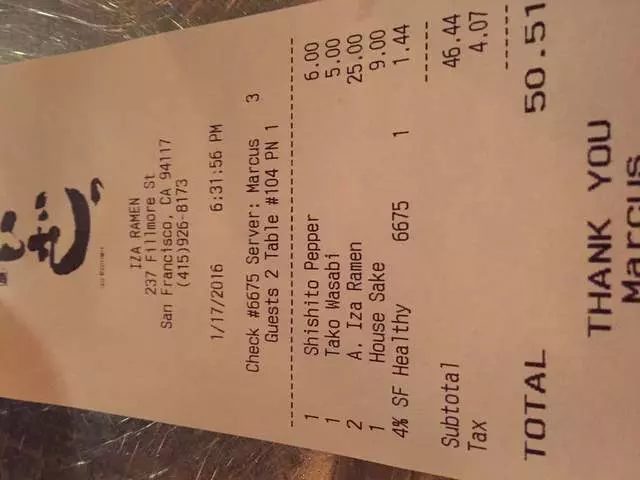 IZA RAMEN
237 Fillmore St
San Francisco, CA 94117
(415)926-8173
1/17/2016 6:31:56 PM
Check #6675 Server: Marcus 3
Guests 2 Table #104 PN 1
1 Shishito Pepper 6.00
1 Tako Wasabi 5.00
2 A. Iza Ramen 25.00
1 House Sake 9.00
4% SF Healthy 6675 1 1.44
Subtotal 46.44
Tax 4.07
TOTAL 50.51
THANK YOU
Marcus